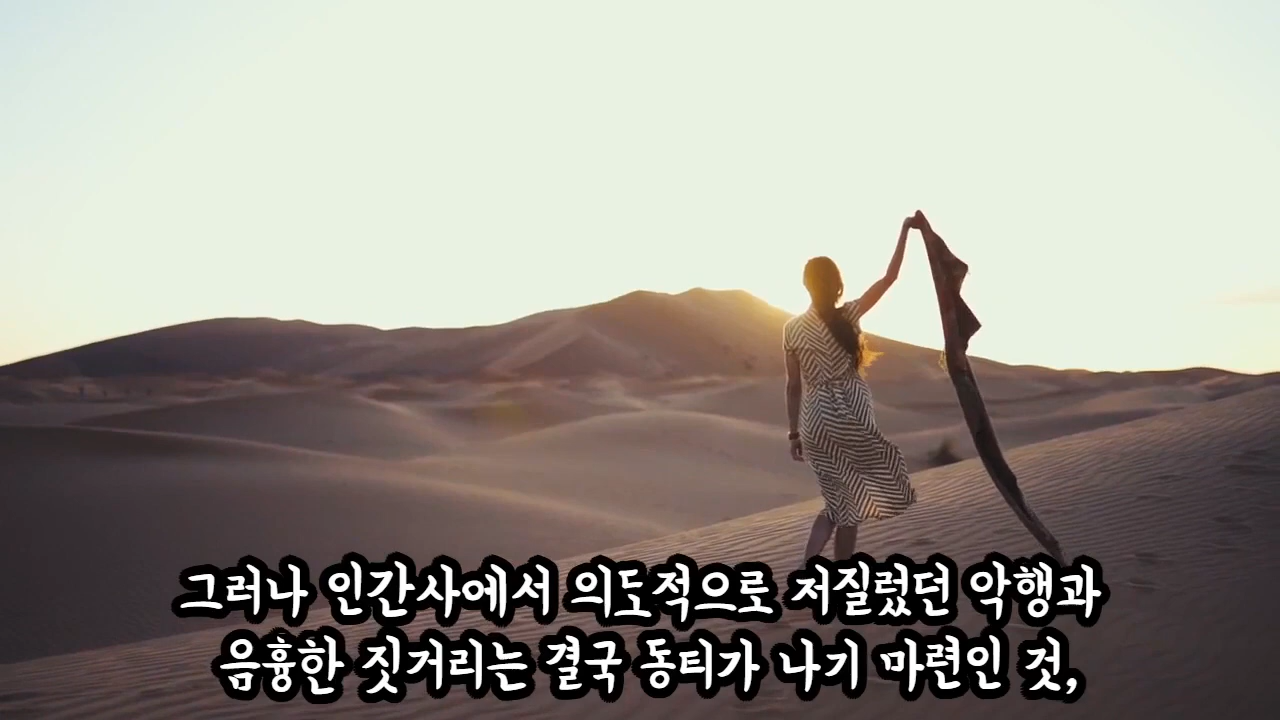 그러나 인간사에서 의도적으로 저질렀던 악행과
음흉한 짓거리는 결국 동티가 나기 마련인 것,